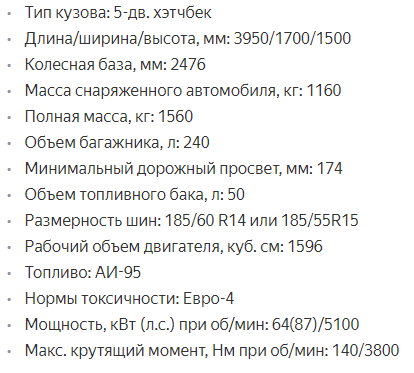 • Тип кузова: 5-дв. хэтчбек
• Длина/ширина/высота, мм: 3950/1700/1500
• Колесная база, мм: 2476
• Масса снаряженного автомобиля, кг: 1160
• Полная масса, кг: 1560
• Объем багажника, л: 240
• Минимальный дорожный просвет, мм: 174
• Объем топливного бака, л: 50
• Размерность шин: 185/60 R14 или 185/55R15
• Рабочий объем двигателя, куб. см: 1596
• Топливо: АИ-95
• Нормы токсичности: Евро-4
• Мощность, кВт (л.с.) при об/мин: 64(87)/5100
• Макс. крутящий момент, Нм при об/мин: 140/3800